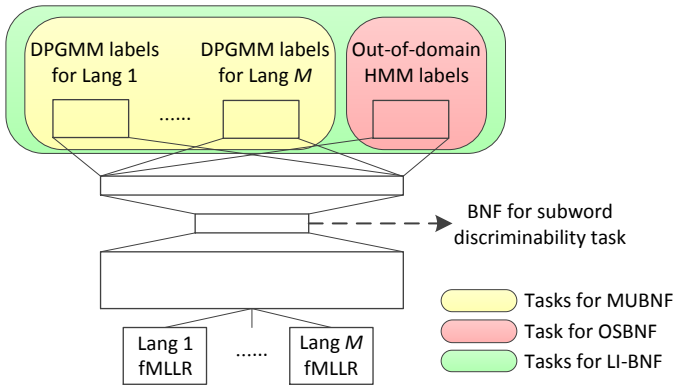 DPGMM labels
for Lang 1
DPGMM labels
for Lang M
Out-of-domain
HMM labels
......
BNF for subword
discriminability task
Lang 1
fMLLR
......
Lang M
fMLLR
Tasks for MUBNF
Task for OSBNF
Tasks for LI-BNF